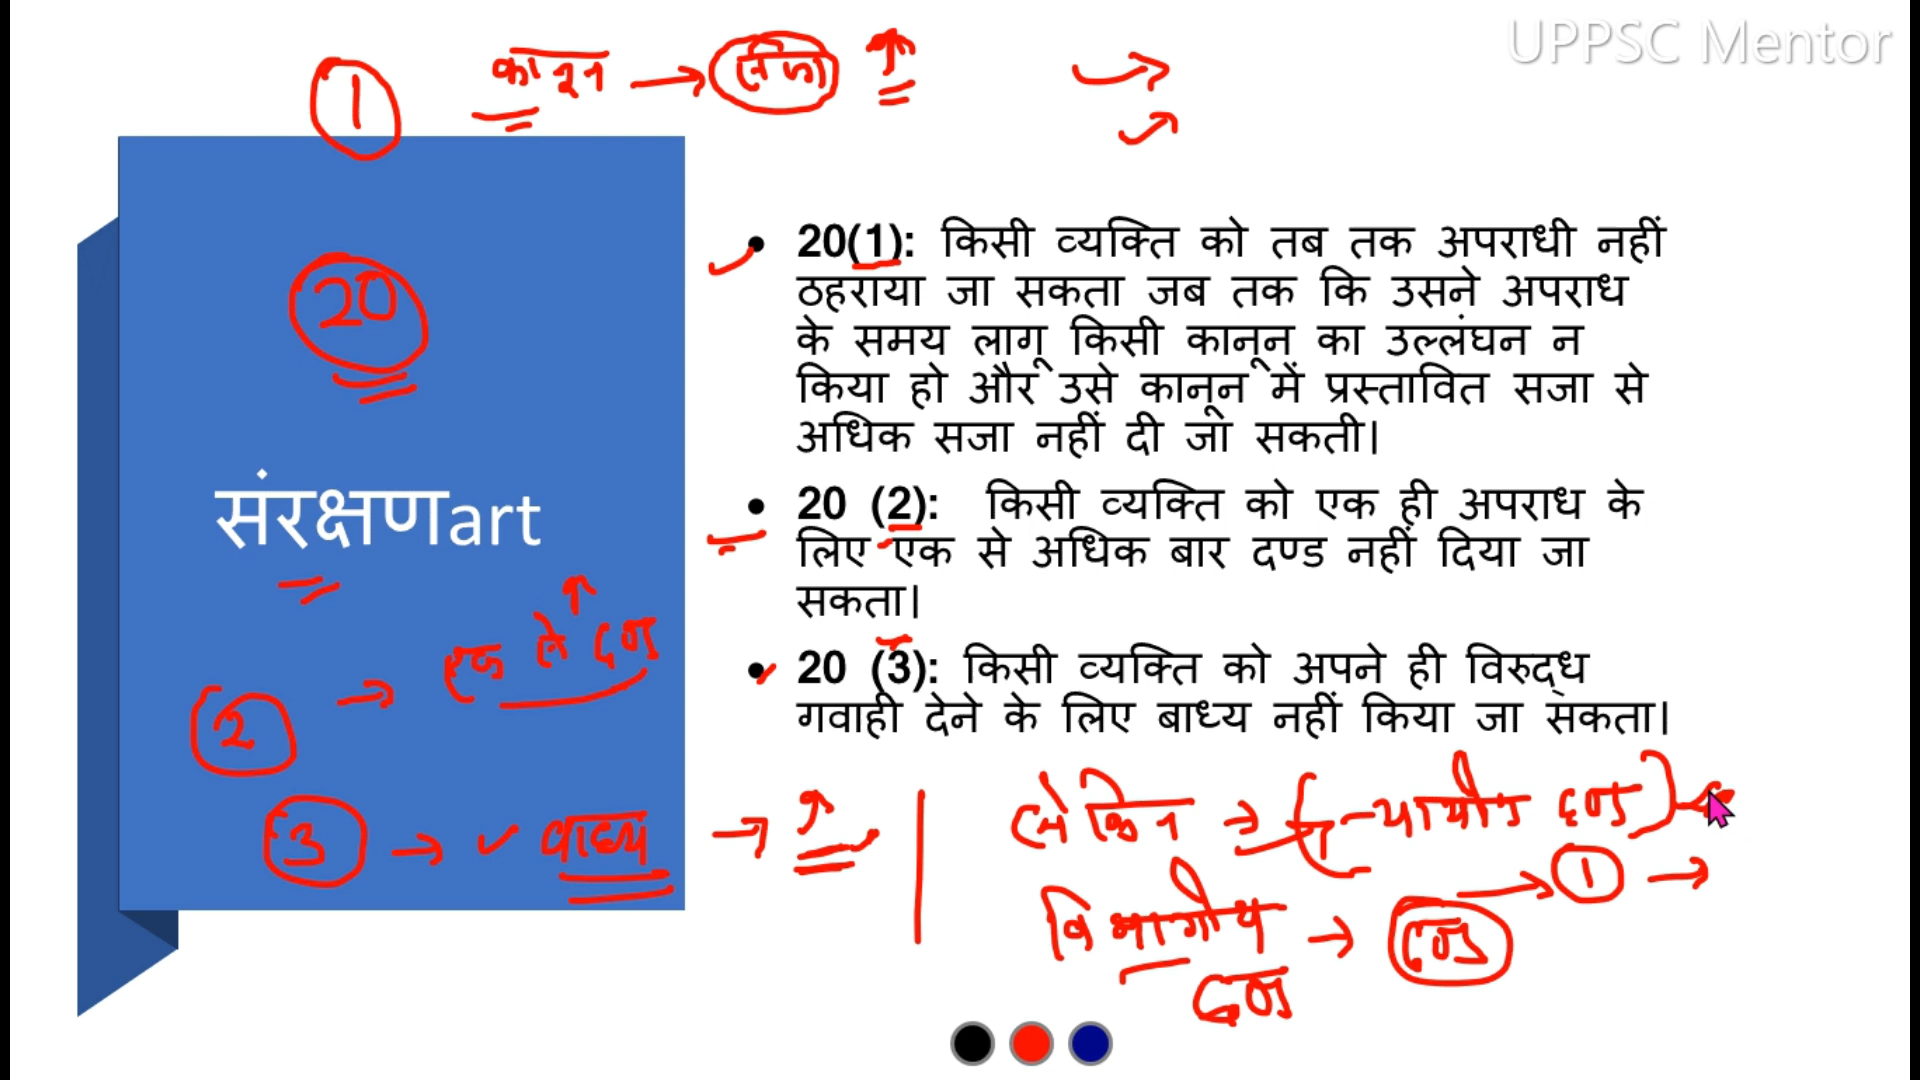 UPPSC Mentor
1 कानून →
20(1): किसी व्यक्ति को तब तक अपराधी नहीं
ठहराया जा सकता जब तक कि उसने अपराध
के समय लागू किसी कानून का उल्लंघन न
किया हो और उसे कानून में प्रस्तावित सजा से
अधिक सजा नहीं दी जा सकती।
20 (2): किसी व्यक्ति को एक ही अपराध के
लिए एक से अधिक बार दण्ड नहीं दिया जा
सकता।
20 (3): किसी व्यक्ति को अपने ही विरुद्ध
गवाही देने के लिए बाध्य नहीं किया जा सकता।
20
संरक्षणart
2 → एक से दण्ड
3 → बाध्य →
लेकिन → न्यायीक दण्ड
विभागीय → दण्ड → 1 →
दण्ड